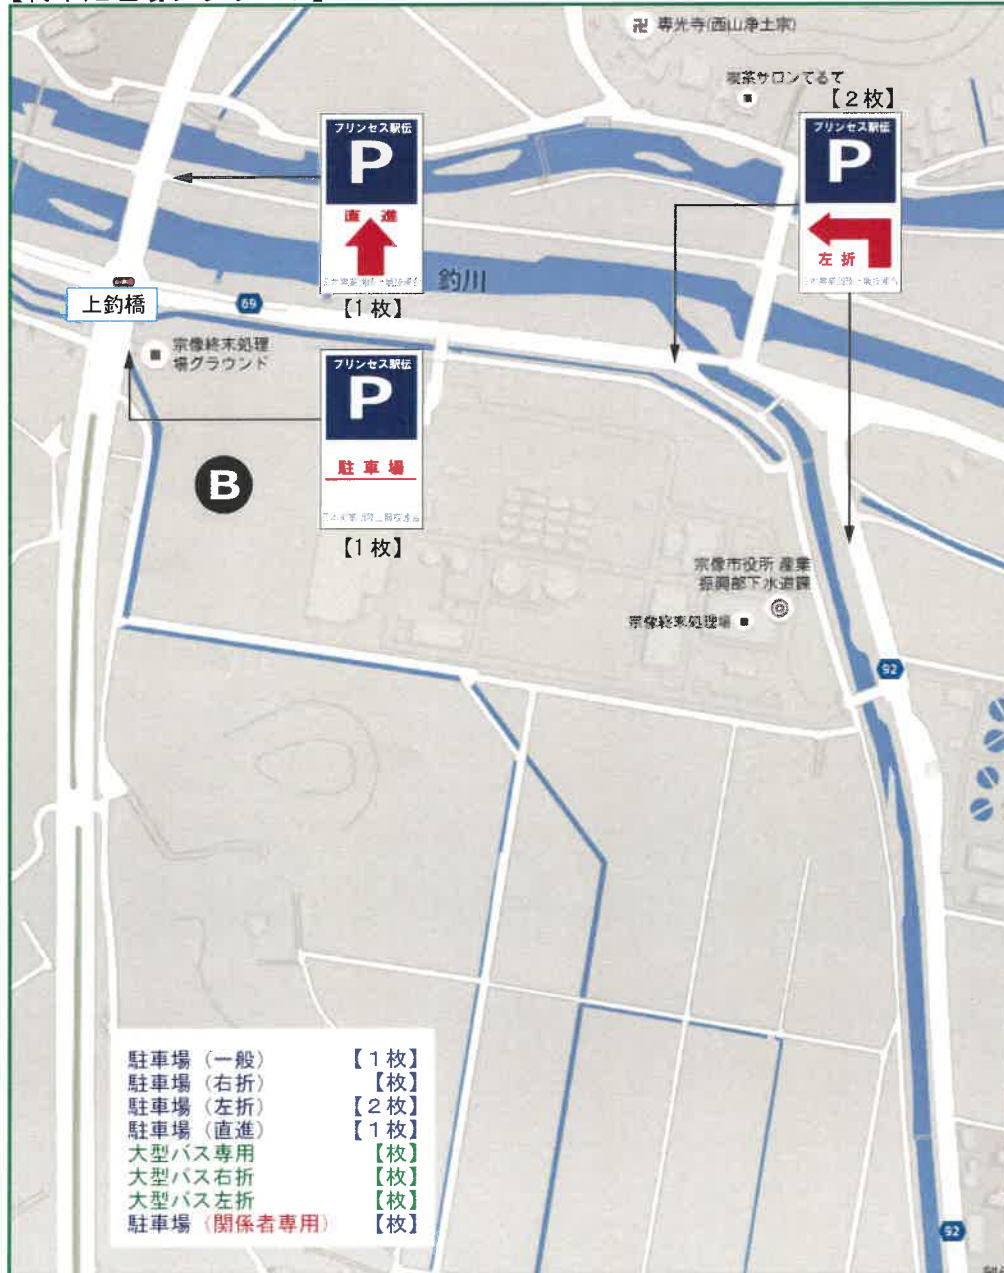 専光寺(西山浄土宗)
喫茶サロンてるて
【2枚】
プリンセス駅伝
P
直進
【1枚】
プリンセス駅伝
P
左折
釣川
上釣橋
69
宗像終末処理
場グラウンド
プリンセス駅伝
P
駐車場
【1枚】
B
宗像市役所 産業
振興部下水道課
宗像終末処理場
92
駐車場（一般）【1枚】
駐車場（右折）【枚】
駐車場（左折）【2枚】
駐車場（直進）【1枚】
大型バス専用【枚】
大型バス右折【枚】
大型バス左折【枚】
駐車場（関係者専用）【枚】
92